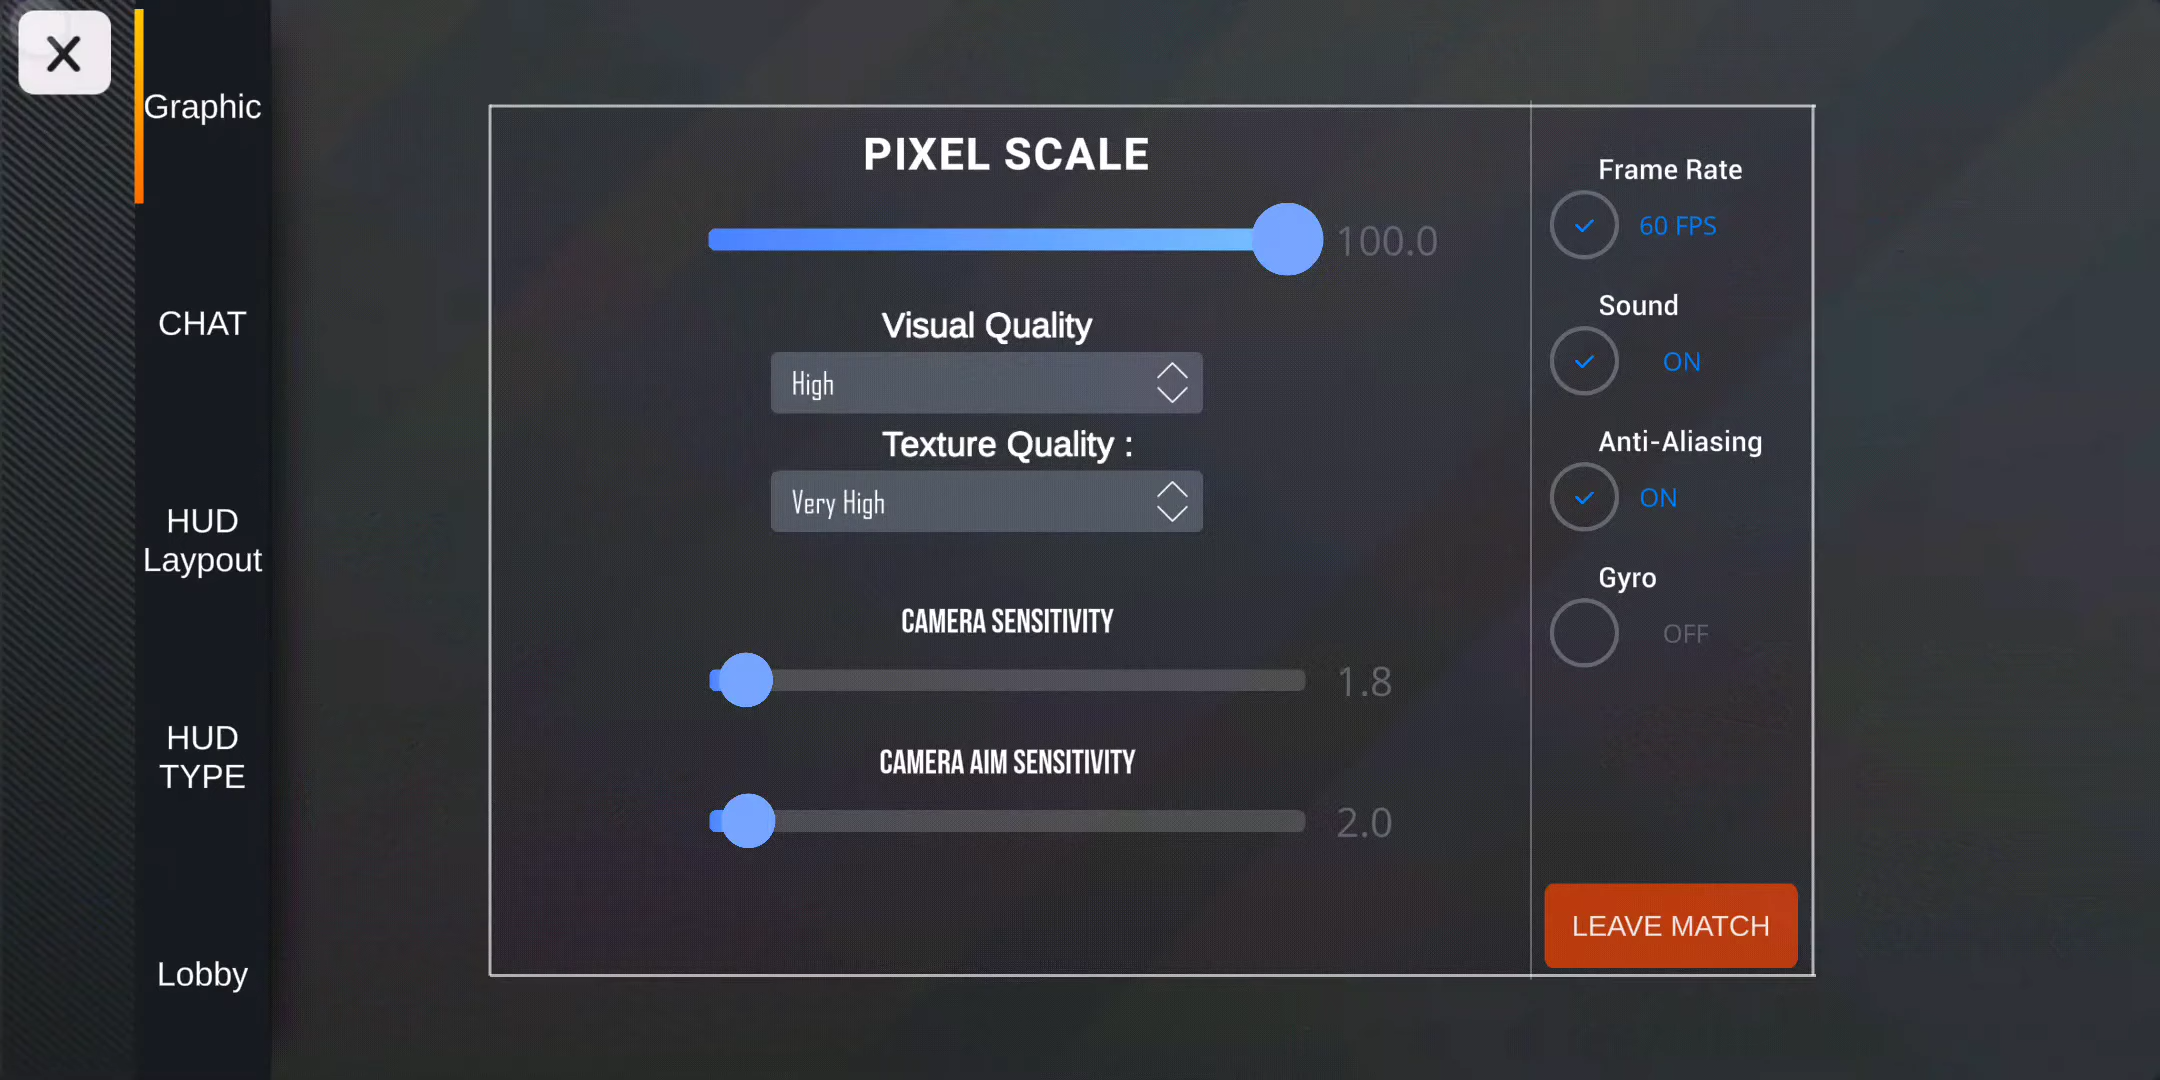 X
Graphic
CHAT
HUD
Laypout
HUD
TYPE
Lobby
PIXEL SCALE
100.0
Visual Quality
High
Texture Quality :
Very High
CAMERA SENSITIVITY
1.8
CAMERA AIM SENSITIVITY
2.0
Frame Rate
60 FPS
Sound
ON
Anti-Aliasing
ON
Gyro
OFF
LEAVE MATCH